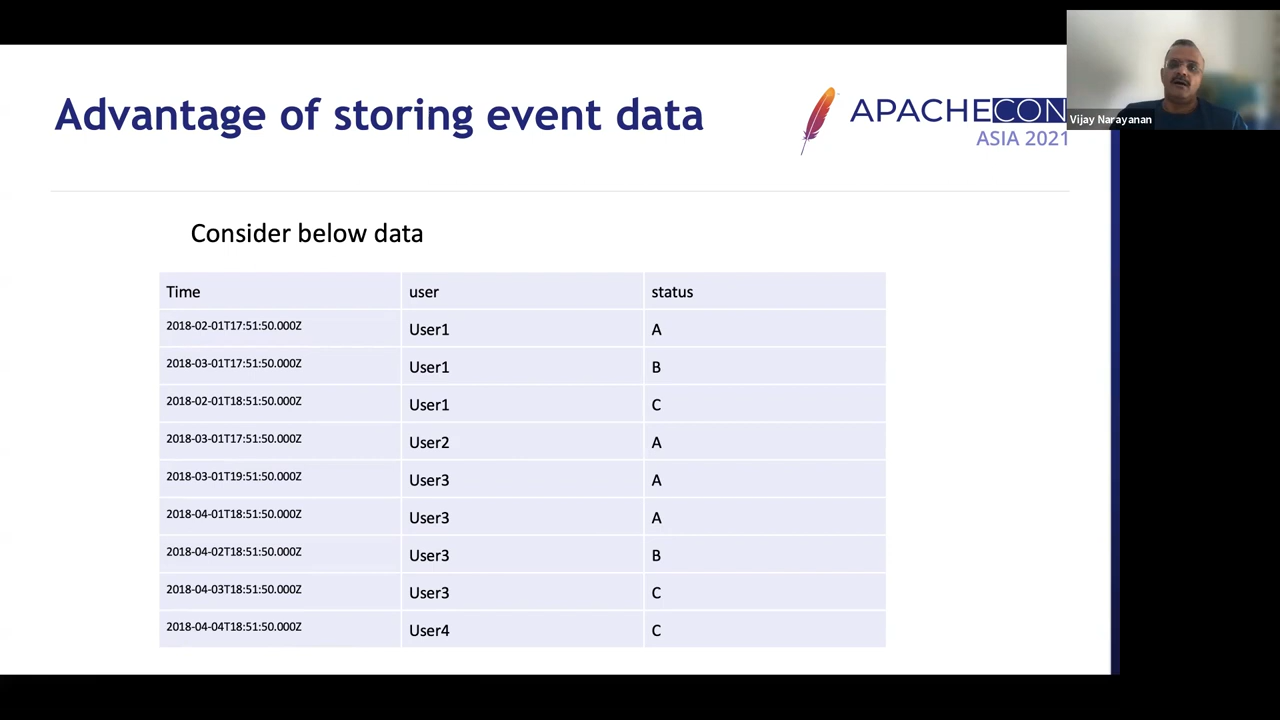 Advantage of storing event data
APACHECON
ASIA 2021
Vijay Narayanan
Consider below data
Time user status
2018-02-01T17:51:50.000Z User1 A
2018-03-01T17:51:50.000Z User1 B
2018-02-01T18:51:50.000Z User1 C
2018-03-01T17:51:50.000Z User2 A
2018-03-01T19:51:50.000Z User3 A
2018-04-01T18:51:50.000Z User3 A
2018-04-02T18:51:50.000Z User3 B
2018-04-03T18:51:50.000Z User3 C
2018-04-04T18:51:50.000Z User4 C